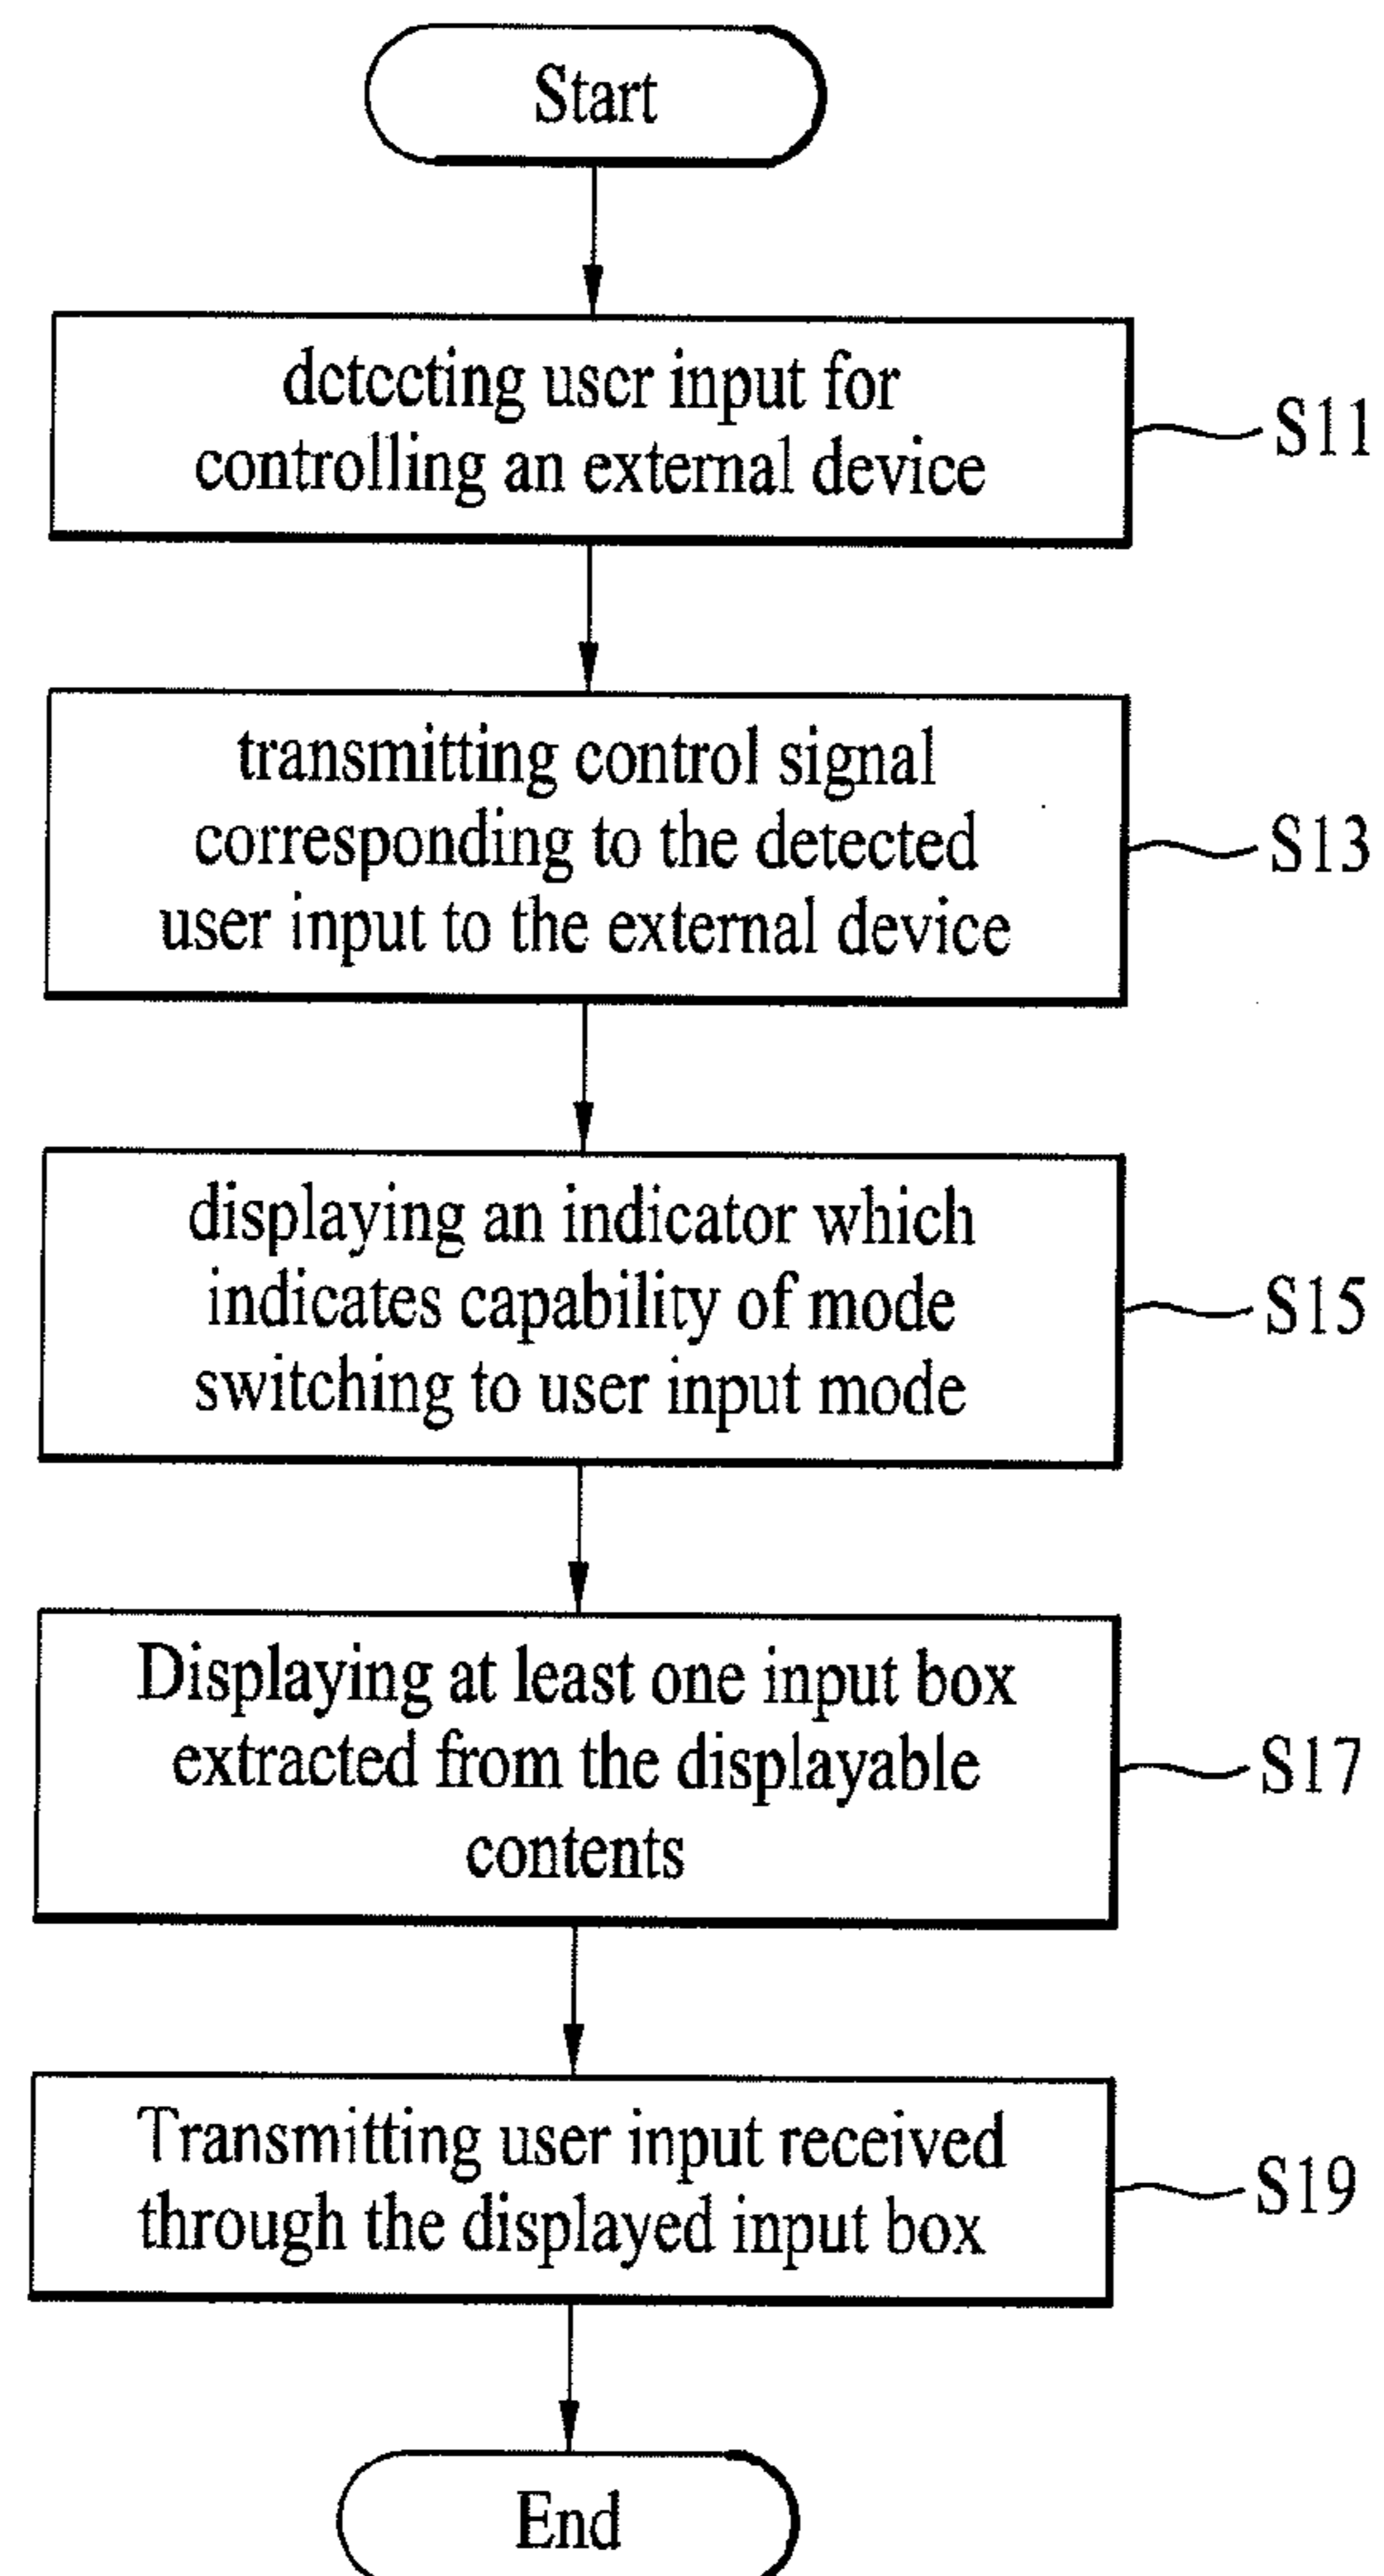 Start
detecting user input for
controlling an external device
S11
transmitting control signal
corresponding to the detected
user input to the external device
S13
displaying an indicator which
indicates capability of mode
switching to user input mode
S15
Displaying at least one input box
extracted from the displayable
contents
S17
Transmitting user input received
through the displayed input box
S19
End